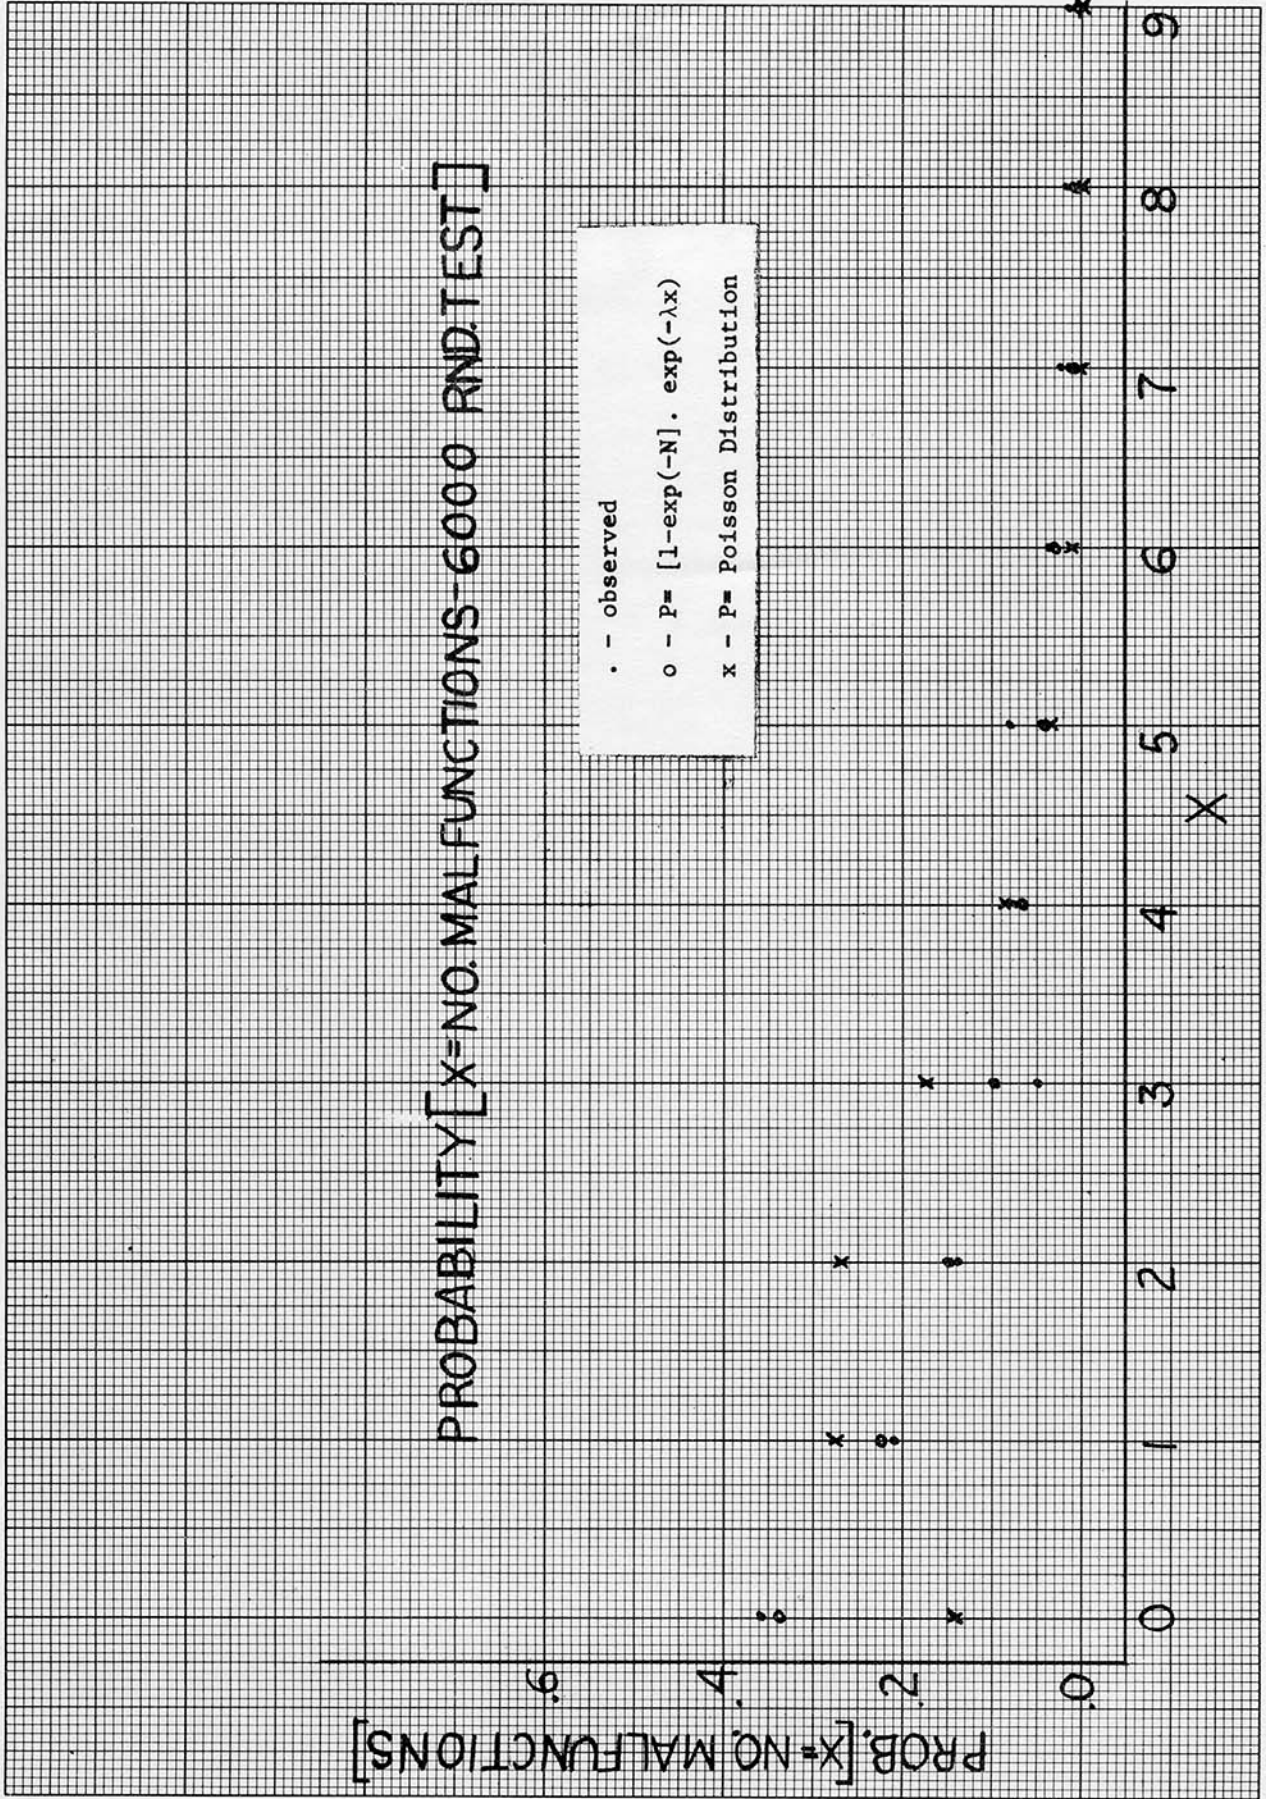 PROBABILITY[X=NO. MALFUNCTIONS-6000 RND. TEST]
. - observed
o - P= [1-exp(-N]. exp(-λx)
x - P= Poisson Distribution
PROB.[X=NO. MALFUNCTIONS]
.6
.4
.2
.0
0 1 2 3 4 5 6 7 8 9
X